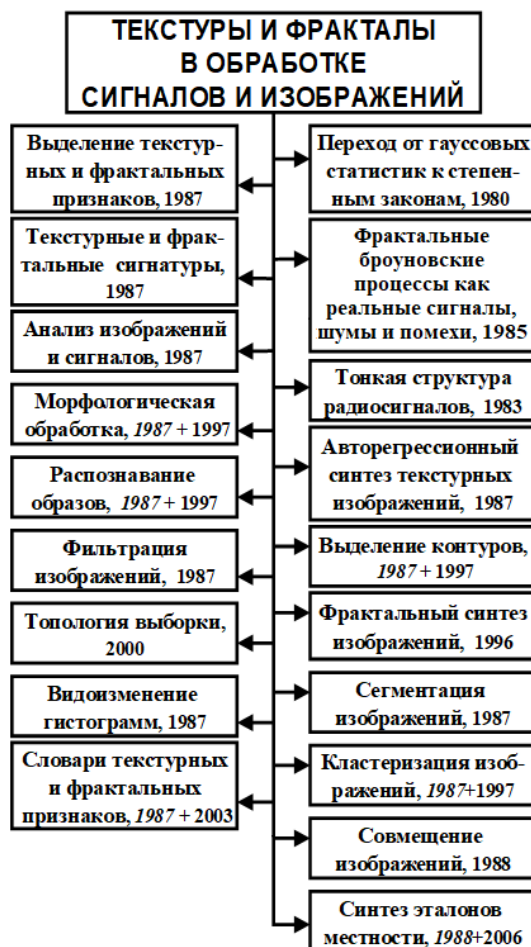 ТЕКСТУРЫ И ФРАКТАЛЫ
В ОБРАБОТКЕ
СИГНАЛОВ И ИЗОБРАЖЕНИЙ
Выделение текстур-
ных и фрактальных
признаков, 1987
Текстурные и фрак-
тальные сигнатуры,
1987
Анализ изображений
и сигналов, 1987
Морфологическая
обработка, 1987 + 1997
Распознавание
образов, 1987 + 1997
Фильтрация
изображений, 1987
Топология выборки,
2000
Видоизменение
гистограмм, 1987
Словари текстурных
и фрактальных
признаков, 1987 + 2003
Переход от гауссовых
статистик к степен-
ным законам, 1980
Фрактальные
броуновские
процессы как
реальные сигналы,
шумы и помехи, 1985
Тонкая структура
радиосигналов, 1983
Авторегрессионный
синтез текстурных
изображений, 1987
Выделение контуров,
1987 + 1997
Фрактальный синтез
изображений, 1996
Сегментация
изображений, 1987
Кластеризация изоб-
ражений, 1987+1997
Совмещение
изображений, 1988
Синтез эталонов
местности, 1988+2006